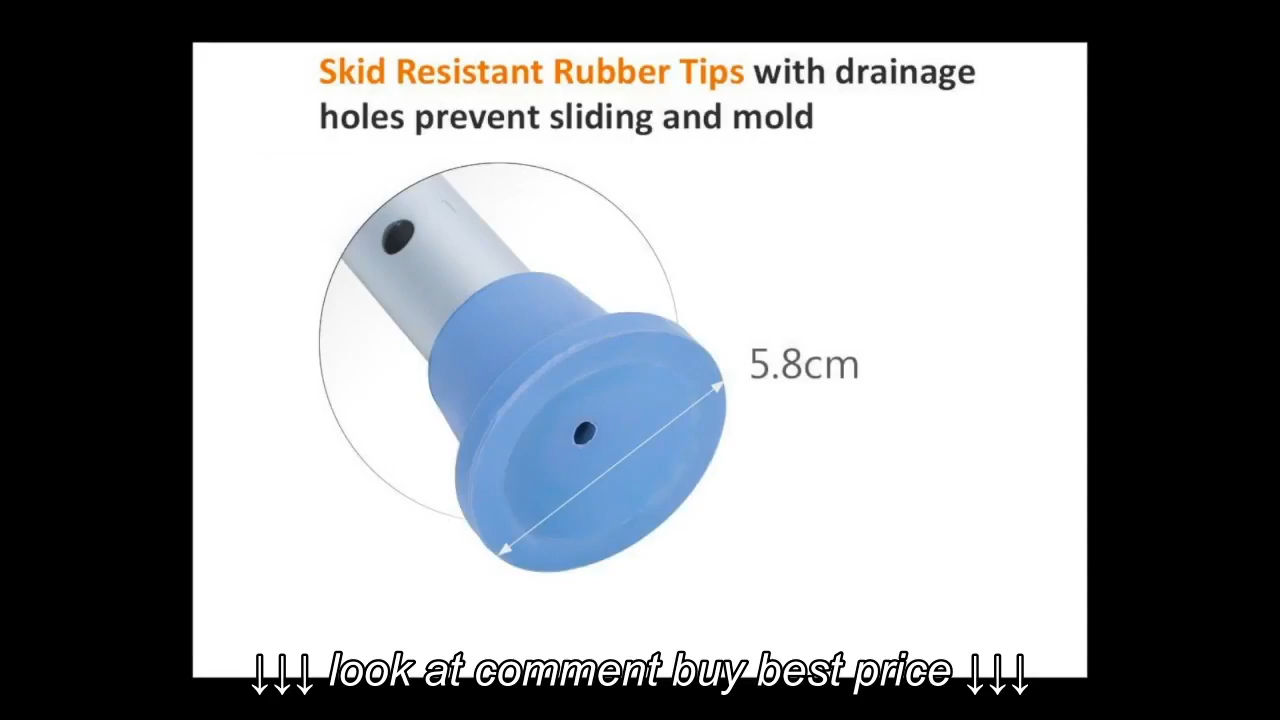 Skid Resistant Rubber Tips with drainage
holes prevent sliding and mold
5.8cm
↓↓↓ look at comment buy best price ↓↓↓